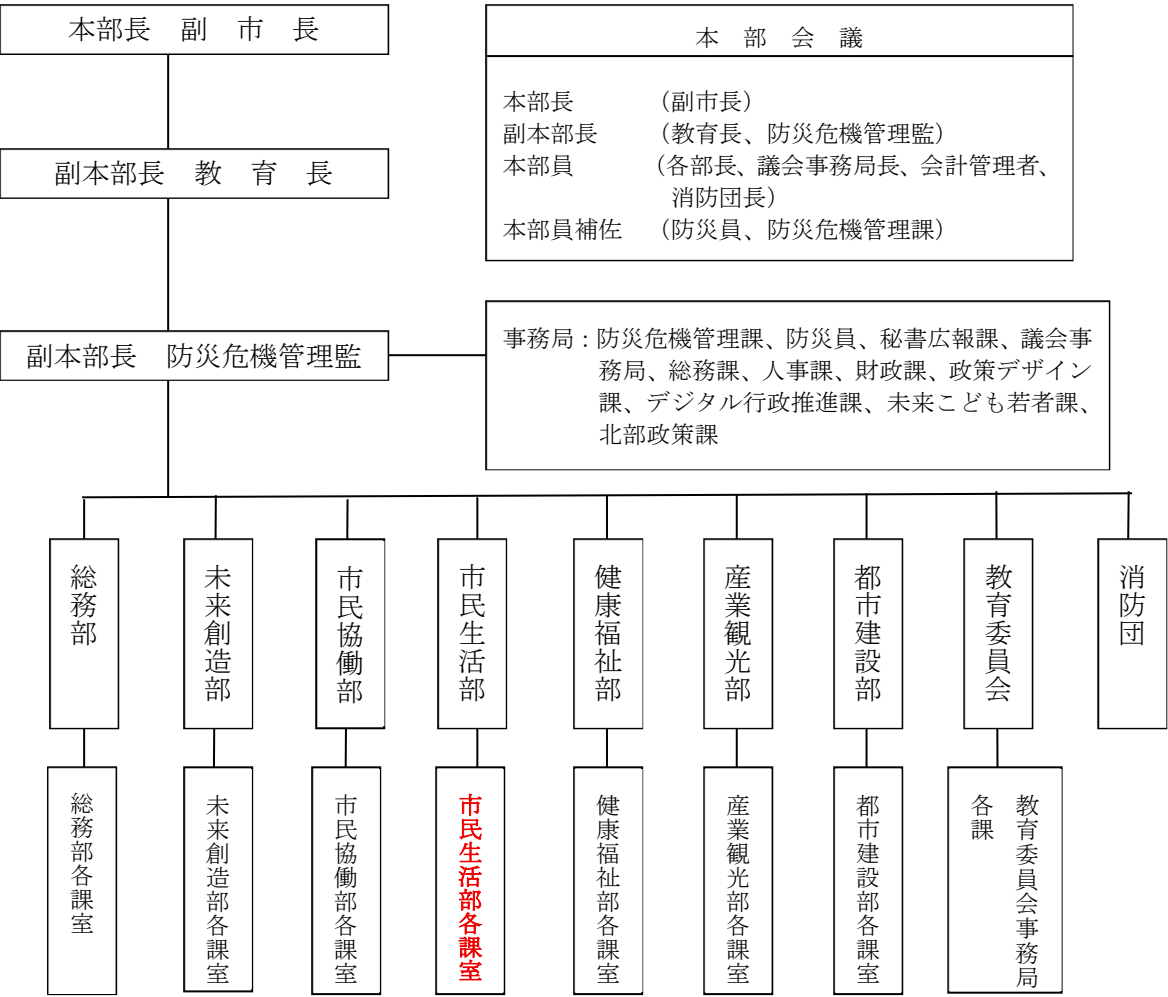 本部長　副　市　長
本　部　会　議
本部長　　　（副市長）
副本部長　　（教育長、防災危機管理監）
本部員　　　（各部長、議会事務局長、会計管理者、
消防団長）
本部員補佐　（防災員、防災危機管理課）
副本部長　教　育　長
副本部長　防災危機管理監
事務局：防災危機管理課、防災員、秘書広報課、議会事
務局、総務課、人事課、財政課、政策デザイン
課、デジタル行政推進課、未来こども若者課、
北部政策課
総務部
未来創造部
市民協働部
市民生活部
健康福祉部
産業観光部
都市建設部
教育委員会
消防団
総務部各課室
未来創造部各課室
市民協働部各課室
市民生活部各課室
健康福祉部各課室
産業観光部各課室
都市建設部各課室
教育委員会事務局
各課